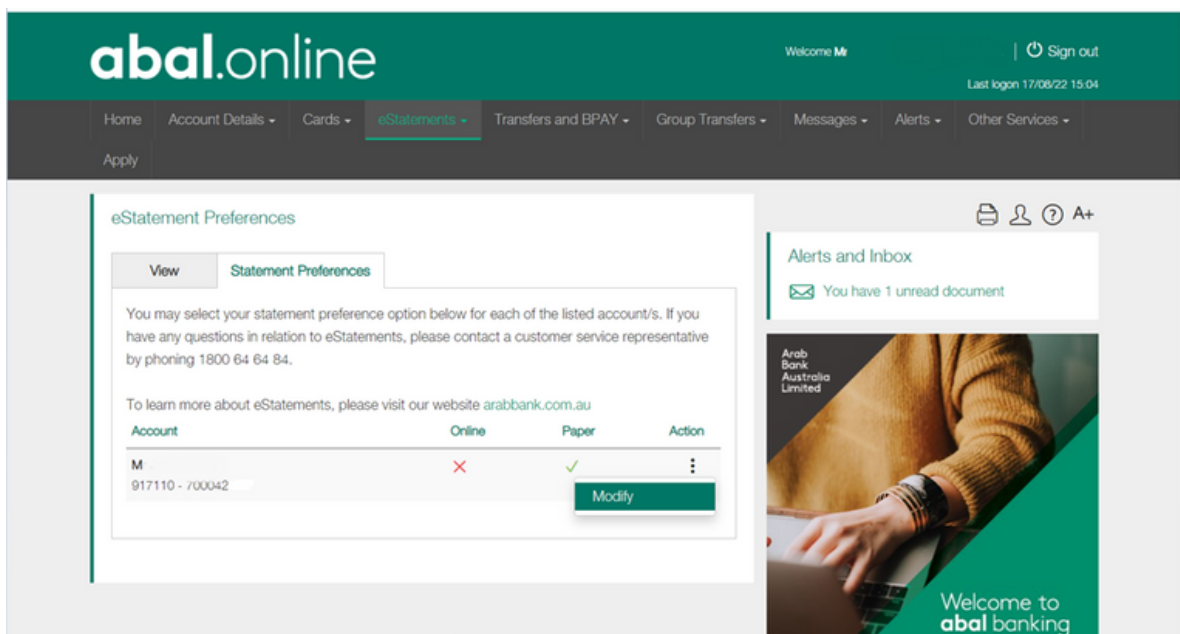 abal.online
Welcome Mr
Sign out
Last logon 17/08/22 15:04
Home Account Details Cards eStatements Transfers and BPAY Group Transfers Messages Alerts Other Services
Apply
eStatement Preferences
A+
View Statement Preferences
You may select your statement preference option below for each of the listed account/s. If you
have any questions in relation to eStatements, please contact a customer service representative
by phoning 1800 64 64 84.
To learn more about eStatements, please visit our website arabbank.com.au
Account Online Paper Action
M
917110 - 700042
Modify
Alerts and Inbox
You have 1 unread document
Arab
Bank
Australia
Limited
Welcome to
abal banking